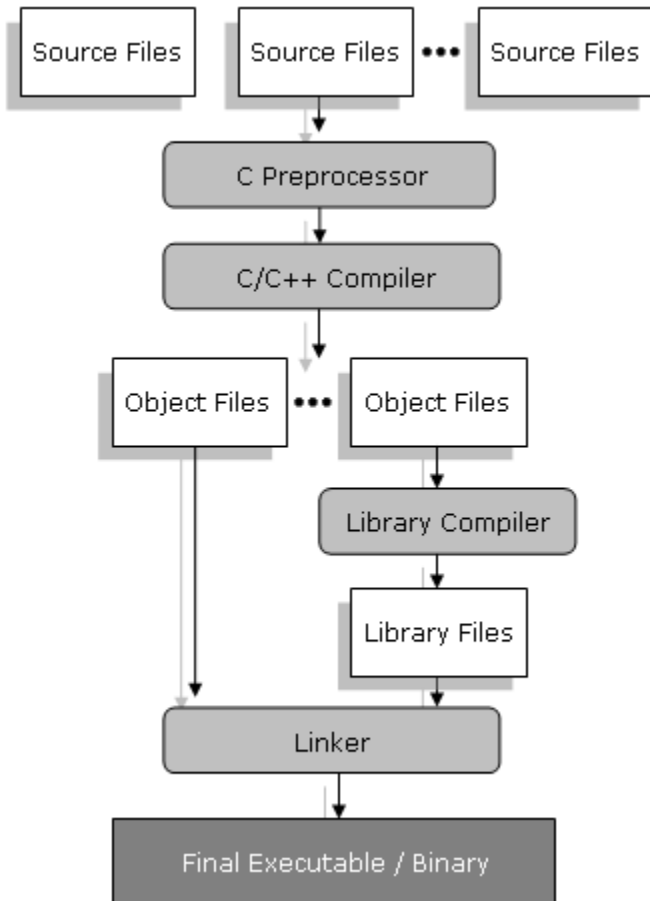 Source Files
Source Files
Source Files
C Preprocessor
C/C++ Compiler
Object Files
Object Files
Library Compiler
Library Files
Linker
Final Executable / Binary